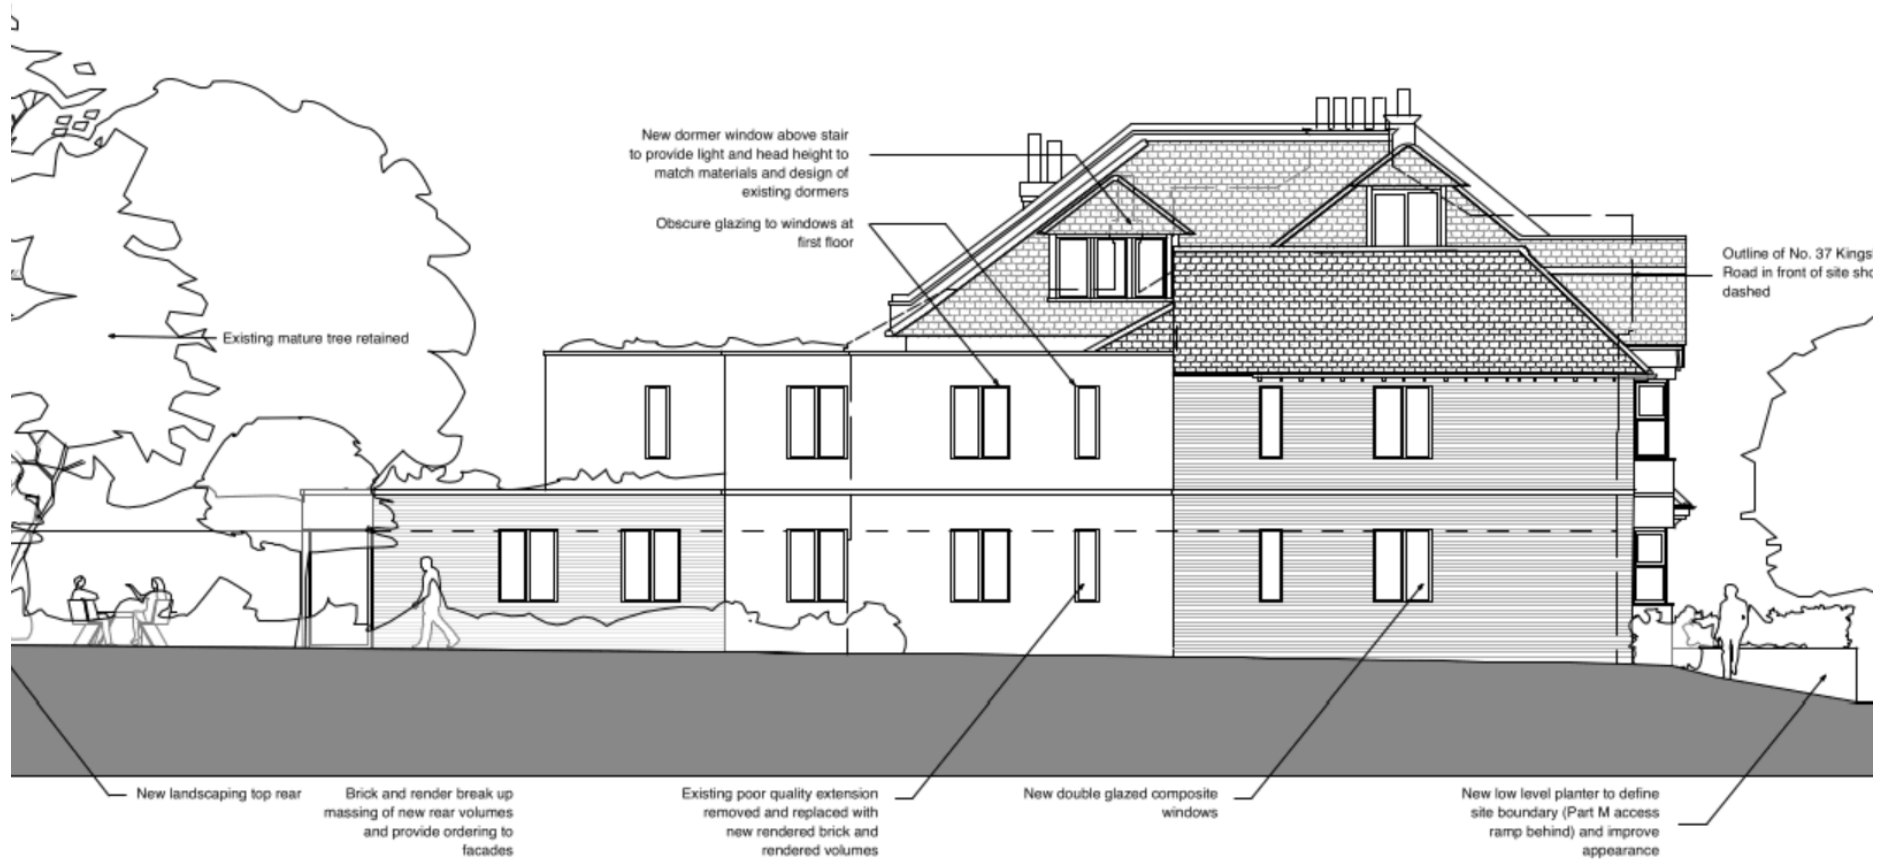 New dormer window above stair
to provide light and head height to
match materials and design of
existing dormers
Obscure glazing to windows at
first floor
Outline of No. 37 Kings
Road in front of site sho
dashed
Existing mature tree retained
New landscaping top rear
Brick and render break up
massing of new rear volumes
and provide ordering to
facades
Existing poor quality extension
removed and replaced with
new rendered brick and
rendered volumes
New double glazed composite
windows
New low level planter to define
site boundary (Part M access
ramp behind) and improve
appearance